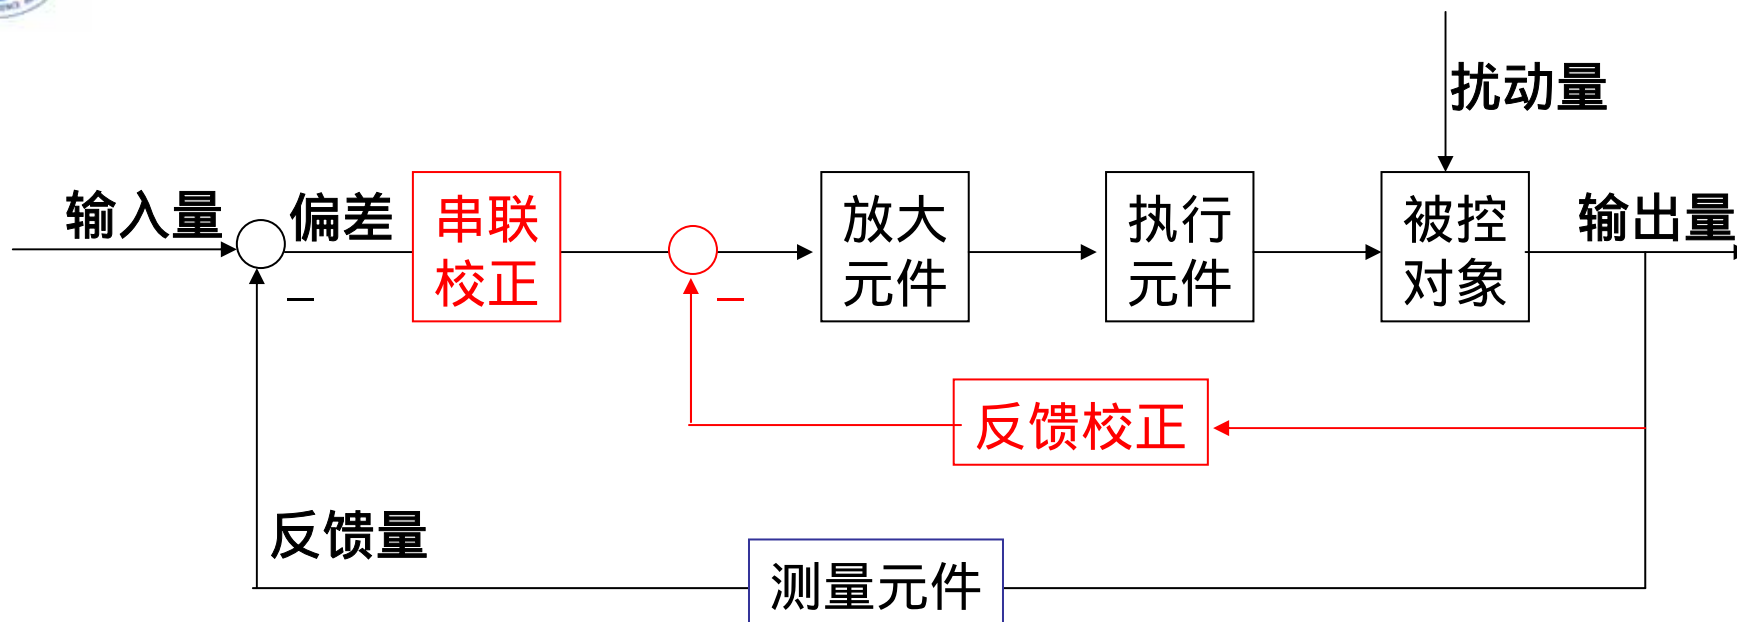 扰动量
输入量
偏差
串联
校正
放大
元件
执行
元件
被控
对象
输出量
反馈校正
反馈量
测量元件